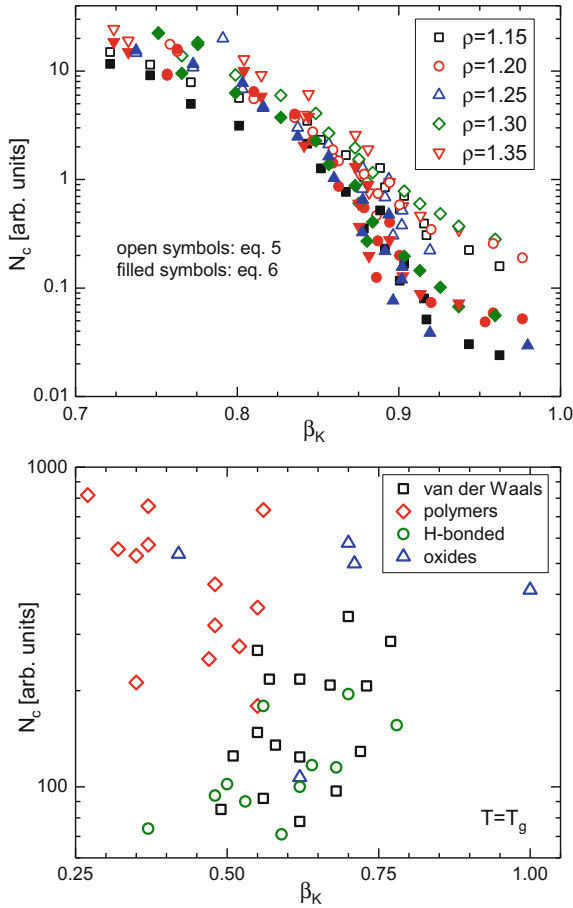 10
1
0.1
0.01
N_c [arb. units]
ρ=1.15
ρ=1.20
ρ=1.25
ρ=1.30
ρ=1.35
open symbols: eq. 5
filled symbols: eq. 6
0.7 0.8 0.9 1.0
β_K
1000
100
N_c [arb. units]
van der Waals
polymers
H-bonded
oxides
T=T_g
0.25 0.50 0.75 1.00
β_K